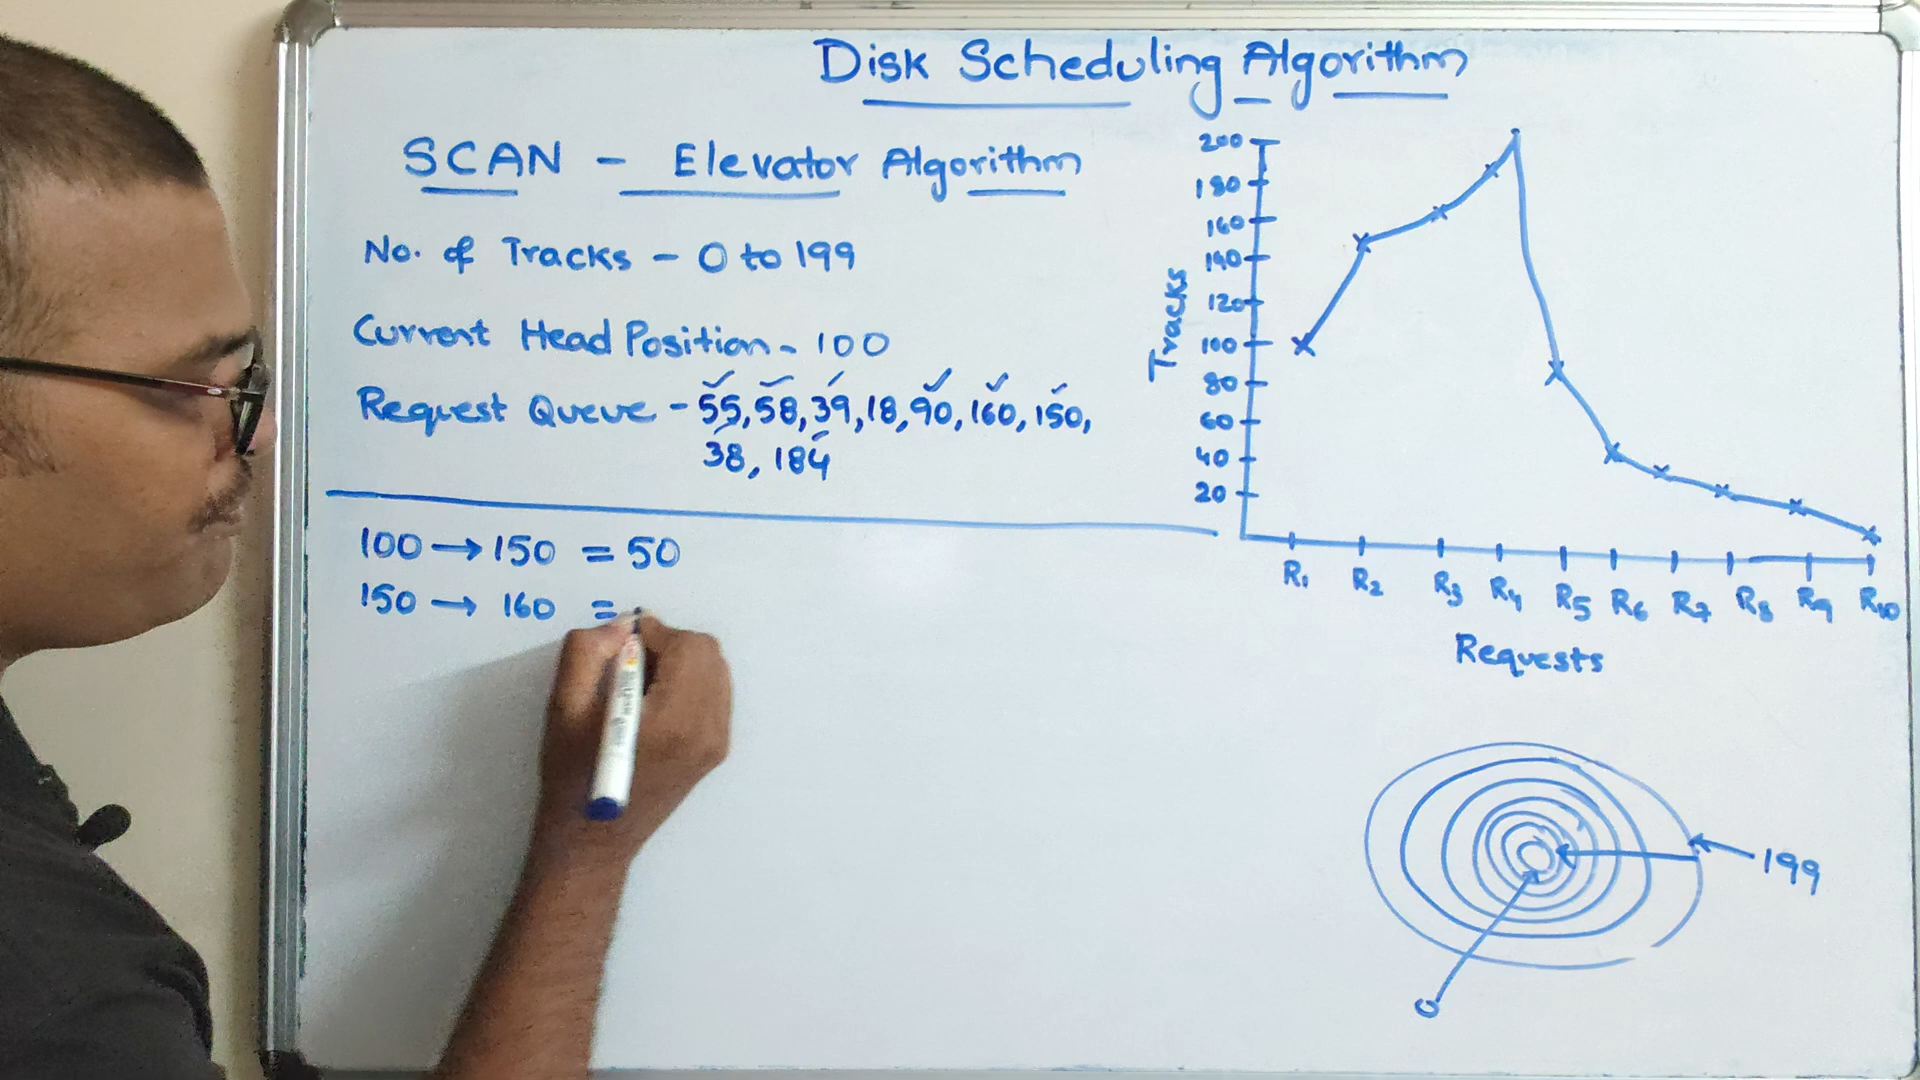 Disk Scheduling Algorithm
SCAN - Elevator Algorithm
No. of Tracks - 0 to 199
Current Head Position - 100
Request Queue - 55, 58, 39, 18, 90, 160, 150,
38, 184
100 → 150 = 50
150 → 160 =
Tracks
200
180
160
140
120
100
80
60
40
20
R1 R2 R3 R4 R5 R6 R7 R8 R9 R10
Requests
199
0